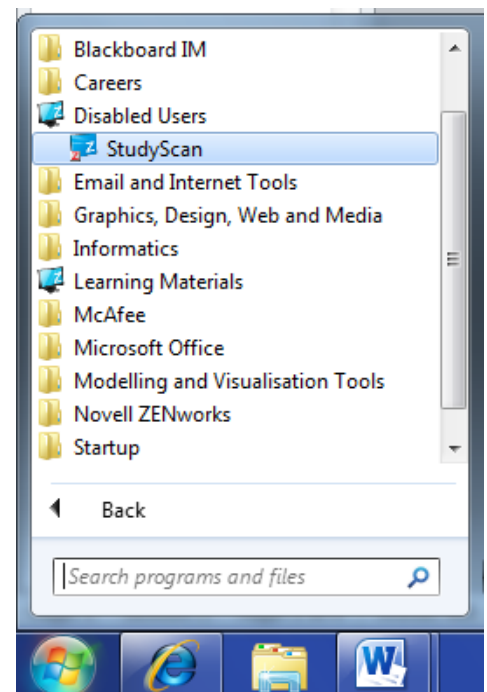 Blackboard IM
Careers
Disabled Users
StudyScan
Email and Internet Tools
Graphics, Design, Web and Media
Informatics
Learning Materials
McAfee
Microsoft Office
Modelling and Visualisation Tools
Novell ZENworks
Startup
Back
Search programs and files